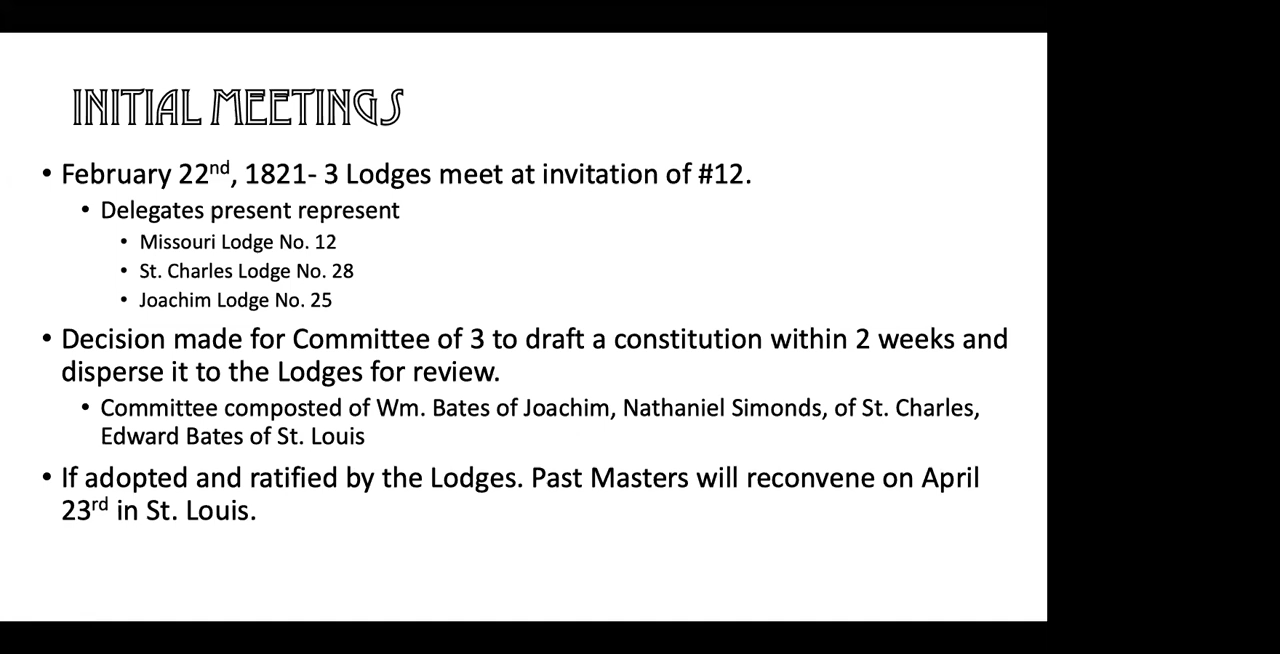 INITIAL MEETINGS
• February 22nd, 1821- 3 Lodges meet at invitation of #12.
• Delegates present represent
• Missouri Lodge No. 12
• St. Charles Lodge No. 28
• Joachim Lodge No. 25
• Decision made for Committee of 3 to draft a constitution within 2 weeks and
disperse it to the Lodges for review.
• Committee composted of Wm. Bates of Joachim, Nathaniel Simonds, of St. Charles,
Edward Bates of St. Louis
• If adopted and ratified by the Lodges. Past Masters will reconvene on April
23rd in St. Louis.